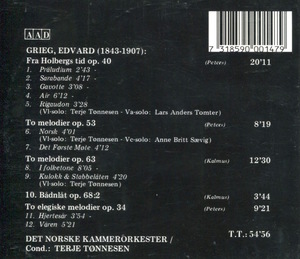 AAD
GRIEG, EDVARD (1843-1907):
7 518590 001479
Fra Holbergs tid op. 40 (Peters) 20'11
1. Präludium 2'43 -
2. Sarabande 4'17 -
3. Gavotte 3'08 -
4. Air 6'12 -
5. Rigaudon 3'28
(Vl-solo: Terje Tønnesen - Va-solo: Lars Anders Tomter)
To melodier op. 53 (Peters) 8'19
6. Norsk 4'01
(Vl-solo: Terje Tønnesen - Vc-solo: Anne Britt Sævig)
7. Det Første Møte 4'12
To melodier op. 63 (Kalmus) 12'30
8. I folketone 8'05 -
9. Kulokk & Stabbelåten 4'20
(Vl-solo: Terje Tønnesen)
10. Bådnlåt op. 68:2 (Kalmus) 3'44
To elegiske melodier op. 34 (Peters) 9'21
11. Hjertesår 3'54 -
12. Våren 5'21
DET NORSKE KAMMERORKESTER /
Cond.: TERJE TØNNESEN
T.T.: 54'56